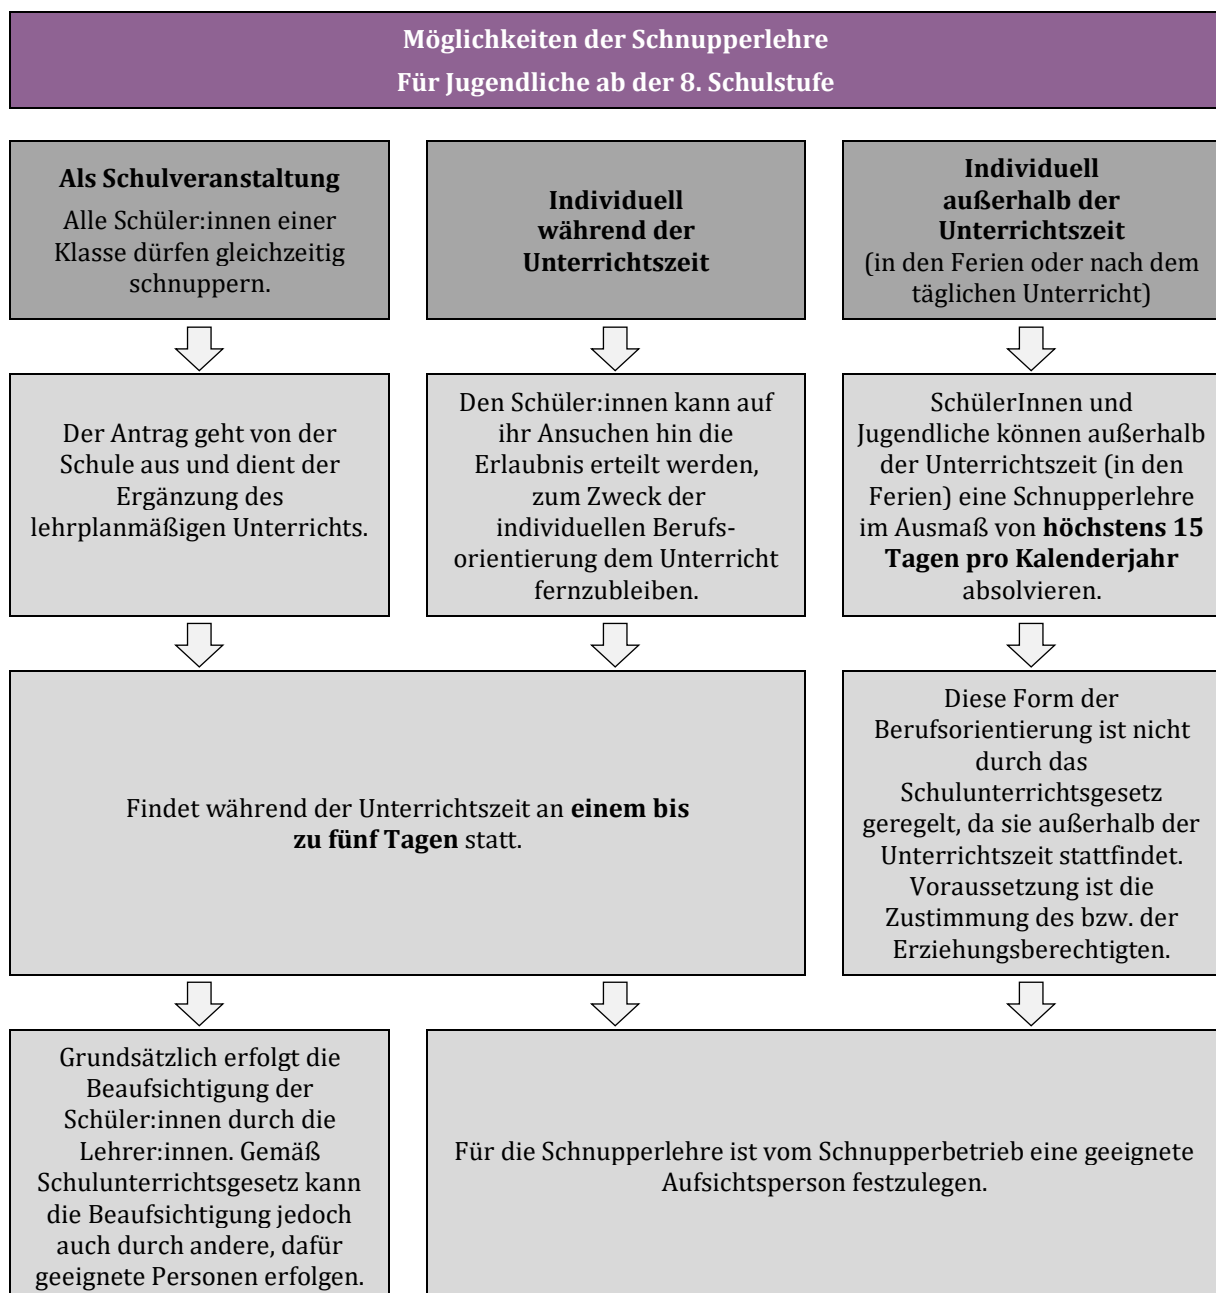 Möglichkeiten der Schnupperlehre
Für Jugendliche ab der 8. Schulstufe
Als Schulveranstaltung
Alle Schüler:innen einer
Klasse dürfen gleichzeitig
schnuppern.
Individuell
während der
Unterrichtszeit
Individuell
außerhalb der
Unterrichtszeit
(in den Ferien oder nach dem
täglichen Unterricht)
Der Antrag geht von der
Schule aus und dient der
Ergänzung des
lehrplanmäßigen Unterrichts.
Den Schüler:innen kann auf
ihr Ansuchen hin die
Erlaubnis erteilt werden,
zum Zweck der
individuellen Berufs-
orientierung dem Unterricht
fernzubleiben.
SchülerInnen und
Jugendliche können außerhalb
der Unterrichtszeit (in den
Ferien) eine Schnupperlehre
im Ausmaß von höchstens 15
Tagen pro Kalenderjahr
absolvieren.
Findet während der Unterrichtszeit an einem bis
zu fünf Tagen statt.
Diese Form der
Berufsorientierung ist nicht
durch das
Schulunterrichtsgesetz
geregelt, da sie außerhalb der
Unterrichtszeit stattfindet.
Voraussetzung ist die
Zustimmung des bzw. der
Erziehungsberechtigten.
Grundsätzlich erfolgt die
Beaufsichtigung der
Schüler:innen durch die
Lehrer:innen. Gemäß
Schulunterrichtsgesetz kann
die Beaufsichtigung jedoch
auch durch andere, dafür
geeignete Personen erfolgen.
Für die Schnupperlehre ist vom Schnupperbetrieb eine geeignete
Aufsichtsperson festzulegen.